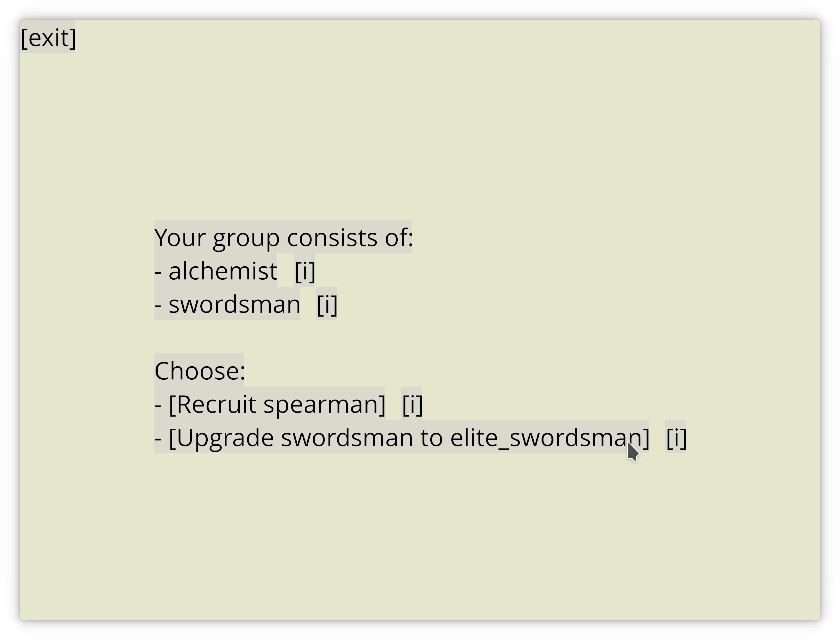 [exit]
Your group consists of:
- alchemist [i]
- swordsman [i]
Choose:
- [Recruit spearman] [i]
- [Upgrade swordsman to elite_swordsman] [i]